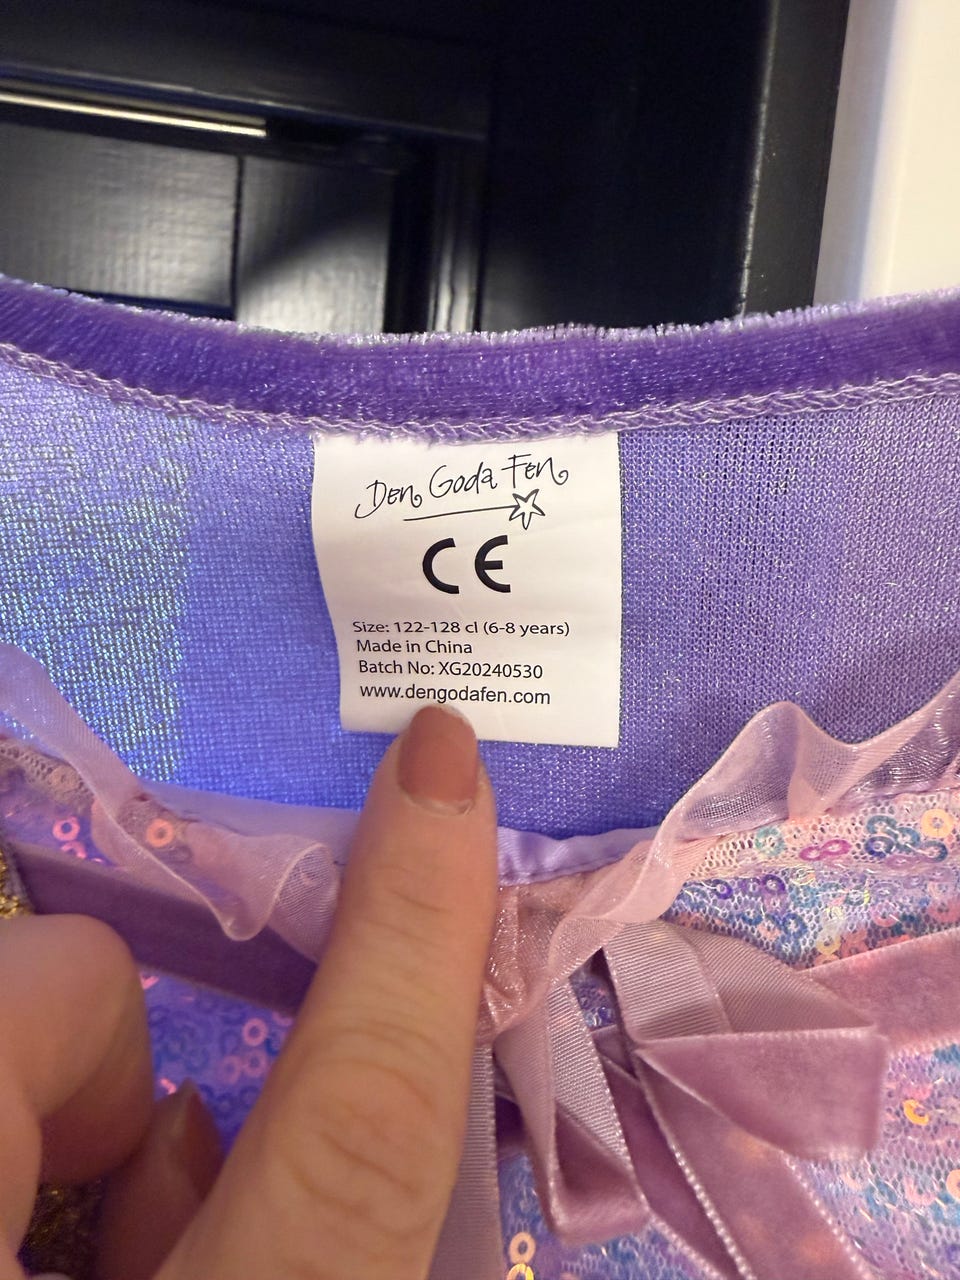 Den Goda Fen
CE
Size: 122-128 cl (6-8 years)
Made in China
Batch No: XG20240530
www.dengodafen.com